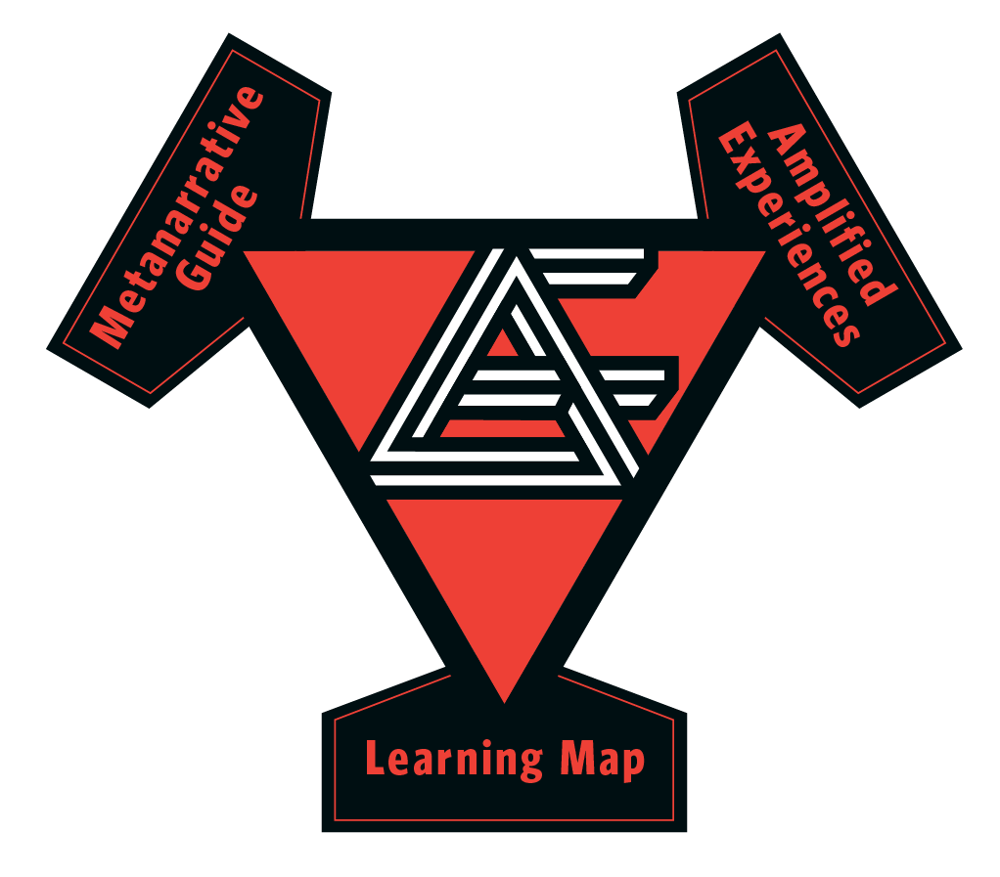 Metanarrative
Guide
Amplified
Experiences
Learning Map